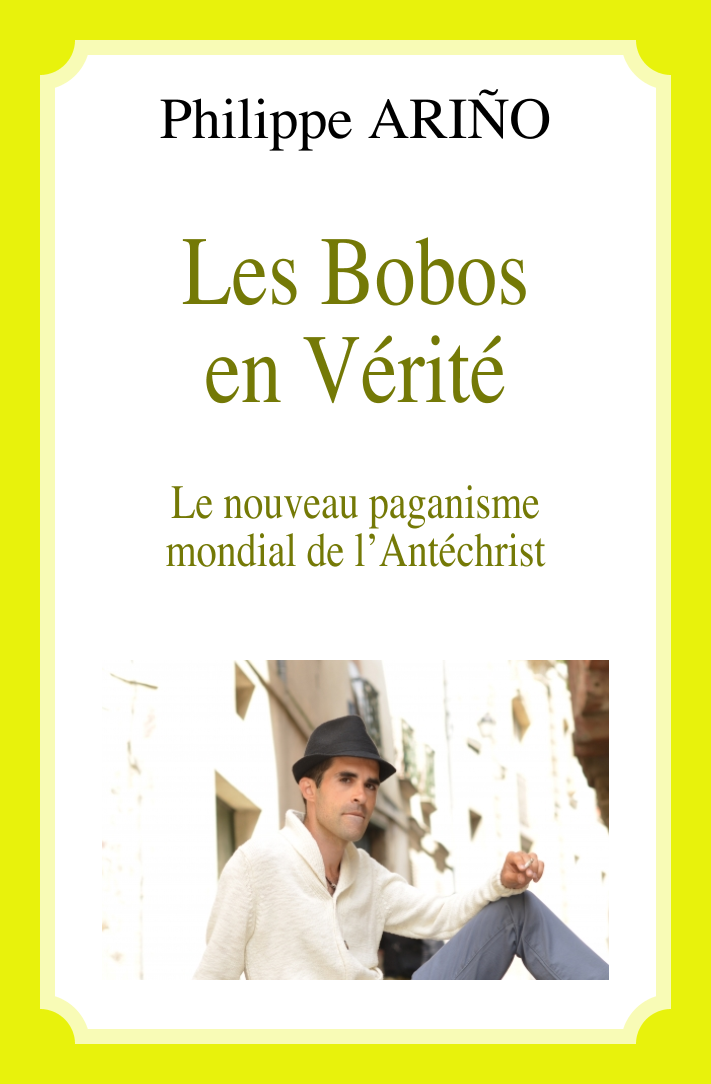 Philippe ARIÑO
Les Bobos
en Vérité
Le nouveau paganisme
mondial de l’Antéchrist